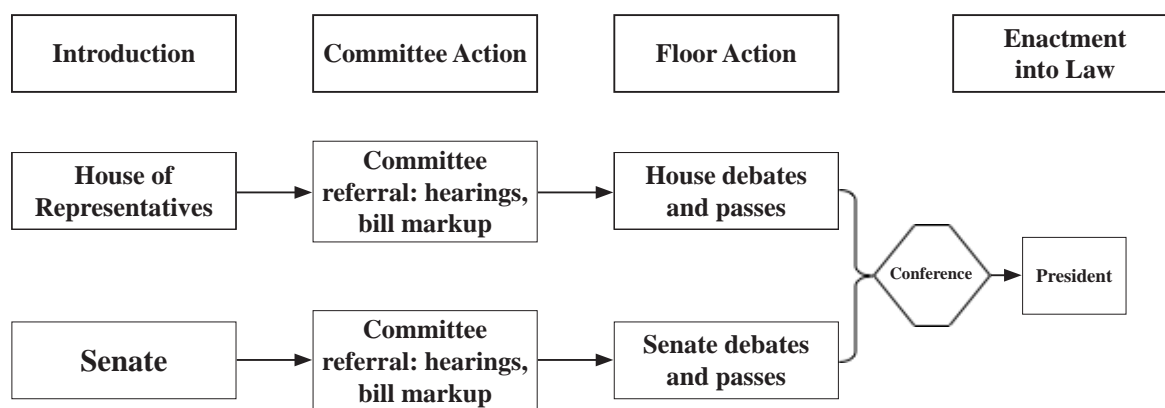 Introduction
Committee Action
Floor Action
Enactment
into Law
House of
Representatives
Committee
referral: hearings,
bill markup
House debates
and passes
Conference
President
Senate
Committee
referral: hearings,
bill markup
Senate debates
and passes